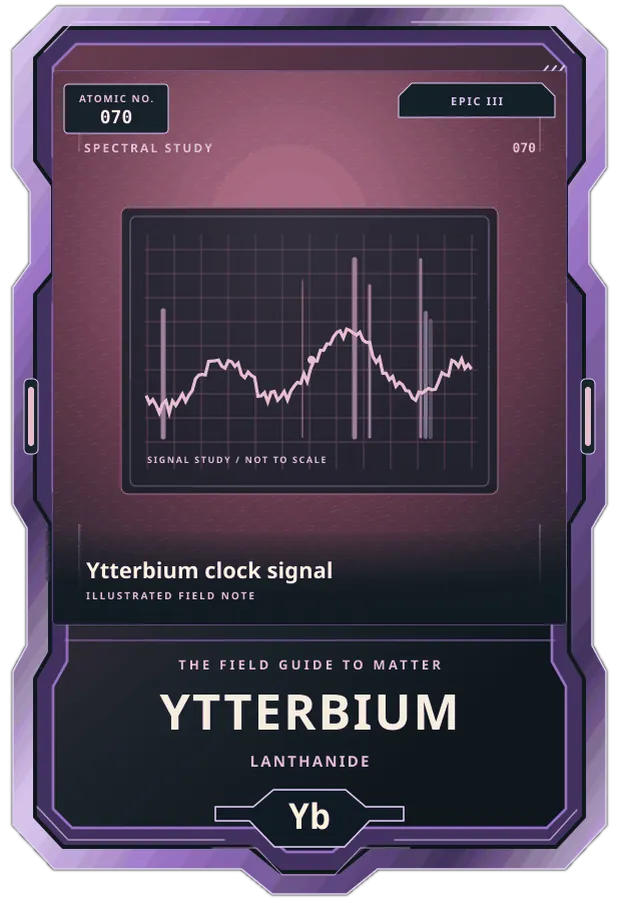 ATOMIC NO.
070
EPIC III
SPECTRAL STUDY
070
SIGNAL STUDY / NOT TO SCALE
Ytterbium clock signal
ILLUSTRATED FIELD NOTE
THE FIELD GUIDE TO MATTER
YTTERBIUM
LANTHANIDE
Yb